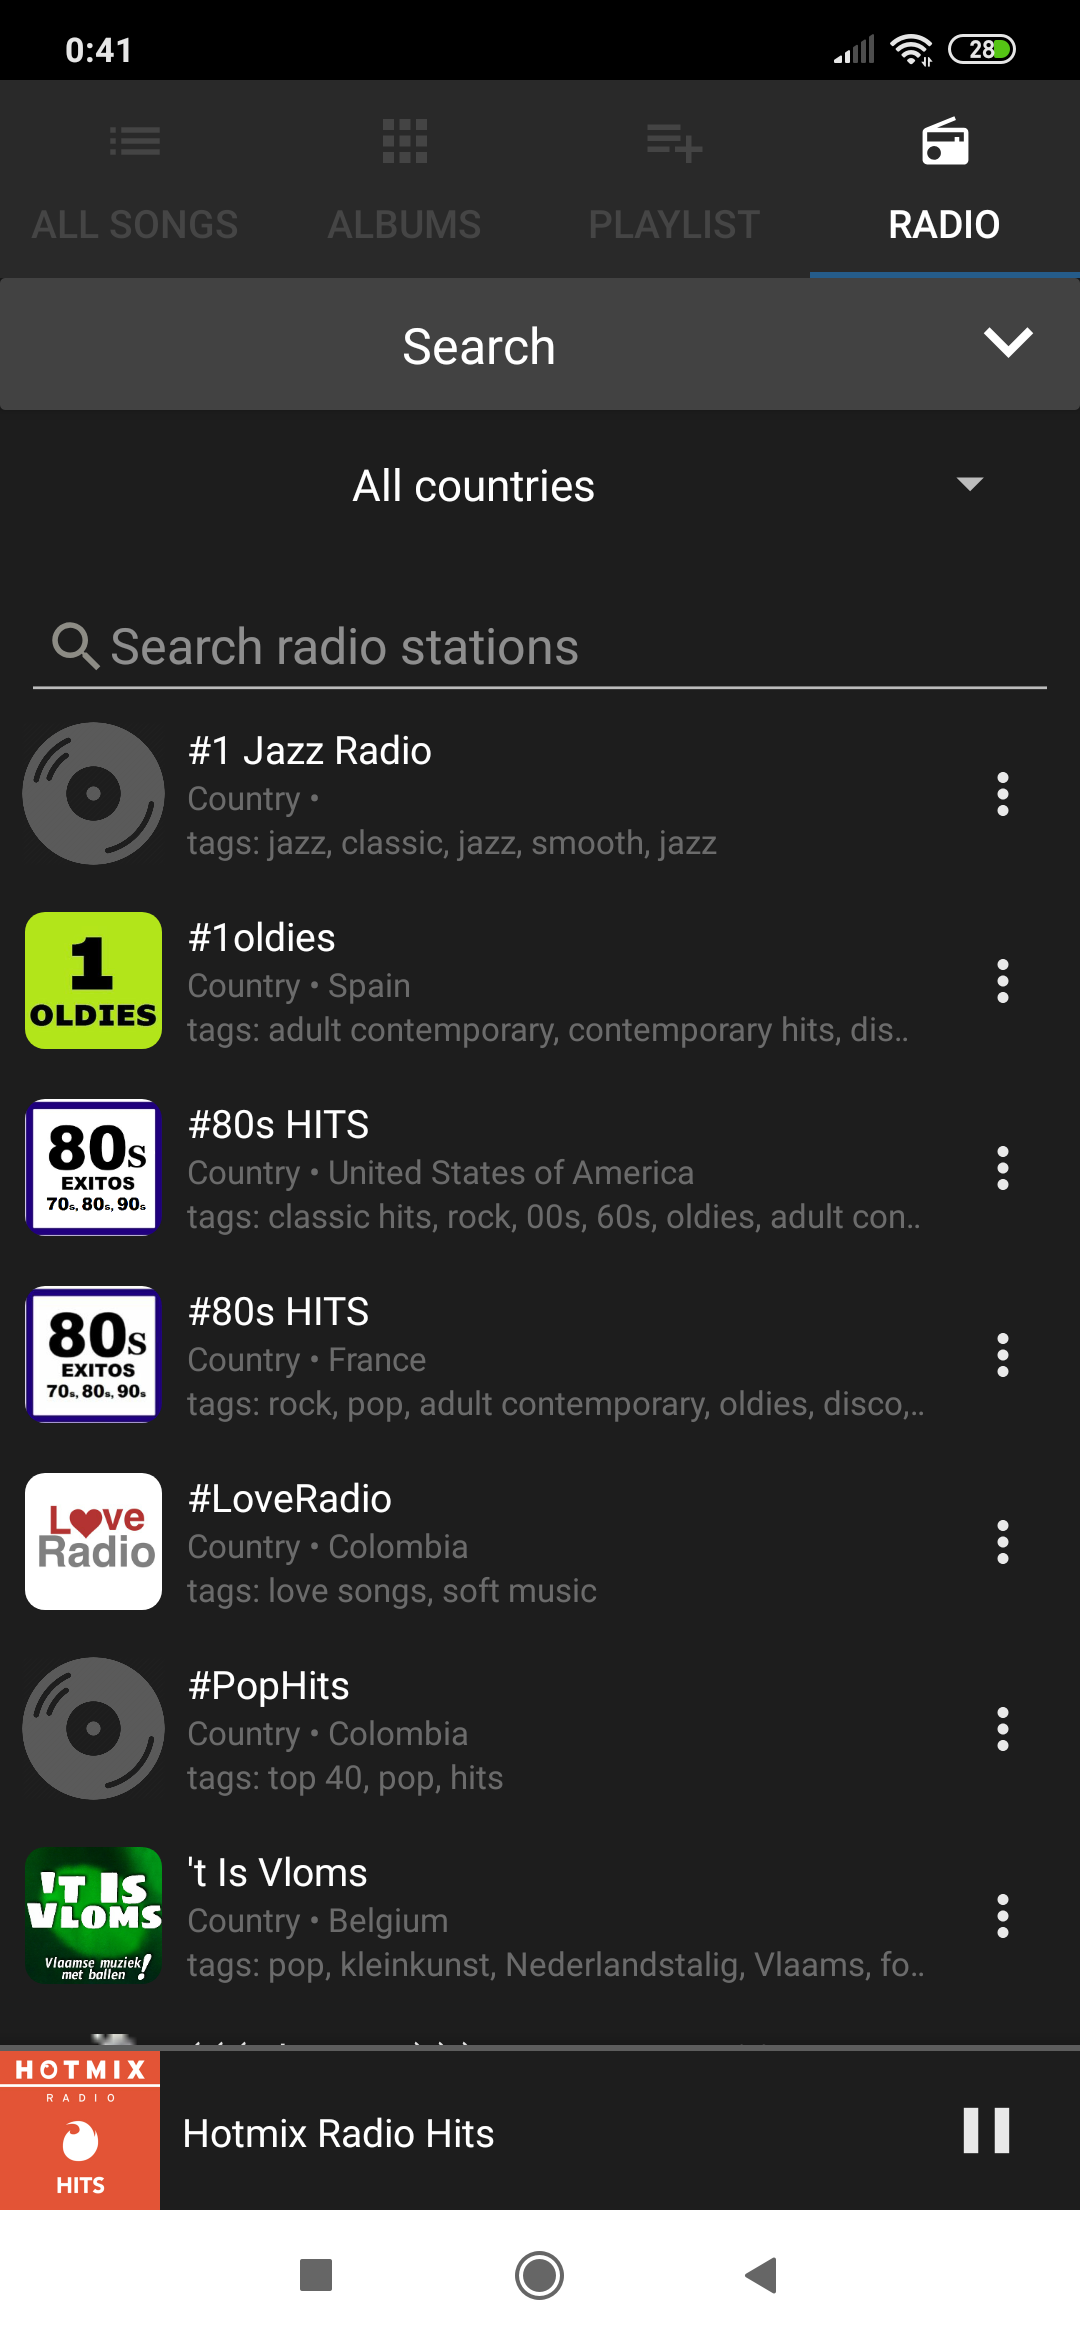 0:41
28
ALL SONGS
ALBUMS
PLAYLIST
RADIO
Search
All countries
Search radio stations
#1 Jazz Radio
Country •
tags: jazz, classic, jazz, smooth, jazz
1
OLDIES
#1oldies
Country • Spain
tags: adult contemporary, contemporary hits, dis..
80s
EXITOS
70s, 80s, 90s
#80s HITS
Country • United States of America
tags: classic hits, rock, 00s, 60s, oldies, adult con..
80s
EXITOS
70s, 80s, 90s
#80s HITS
Country • France
tags: rock, pop, adult contemporary, oldies, disco,..
Love
Radio
#LoveRadio
Country • Colombia
tags: love songs, soft music
#PopHits
Country • Colombia
tags: top 40, pop, hits
'T IS
VLOMS
Vlaamse muziek
met ballen!
't Is Vloms
Country • Belgium
tags: pop, kleinkunst, Nederlandstalig, Vlaams, fo..
HOTMIX
RADIO
HITS
Hotmix Radio Hits